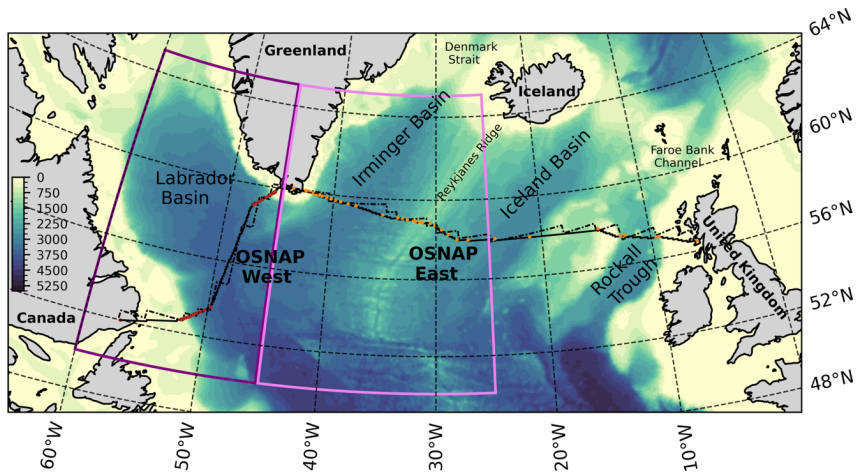 Greenland
Denmark
Strait
Iceland
64°N
60°N
56°N
52°N
48°N
Irminger Basin
Reykjanes Ridge
Iceland Basin
Faroe Bank
Channel
Labrador
Basin
0
750
1500
2250
3000
3750
4500
5250
OSNAP
West
OSNAP
East
Rockall
Trough
United Kingdom
Canada
60°W
50°W
40°W
30°W
20°W
10°W